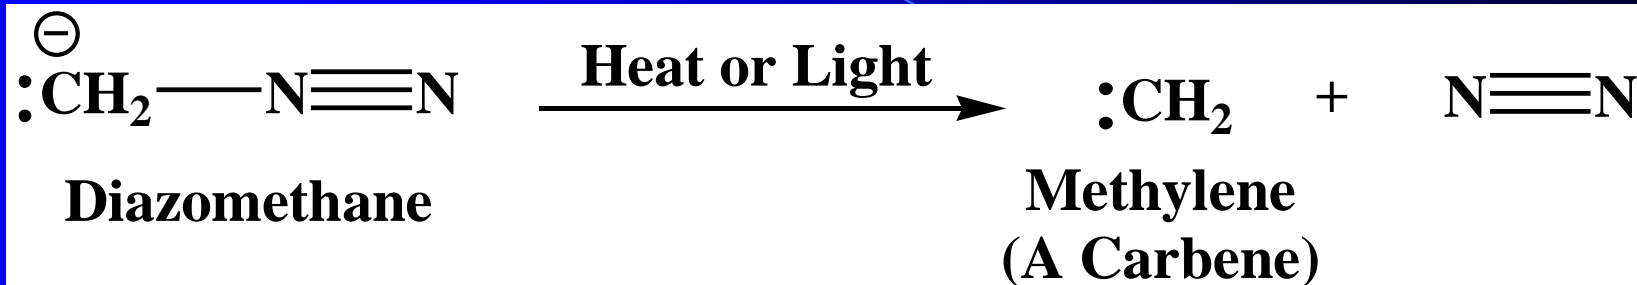 ⊖
:CH₂—N≡N Heat or Light :CH₂ + N≡N
Diazomethane Methylene
(A Carbene)